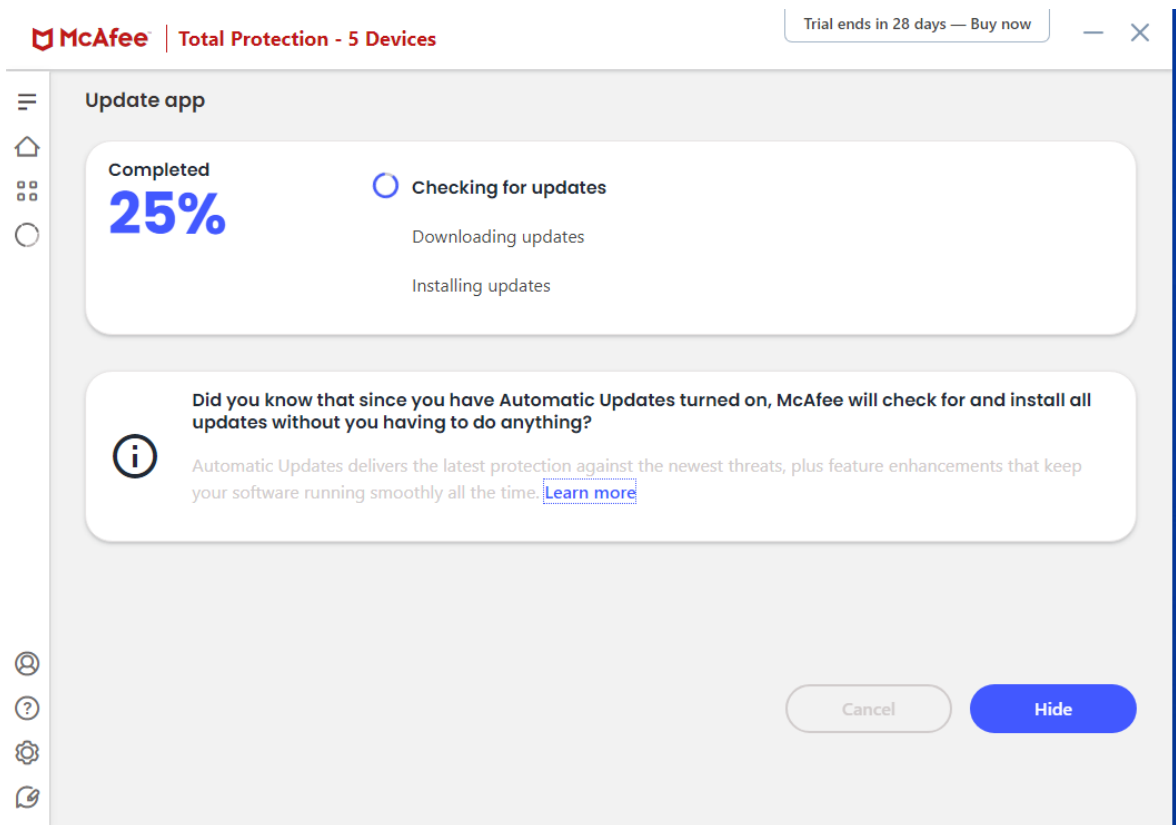 McAfee Total Protection - 5 Devices
Trial ends in 28 days — Buy now
Update app
Completed
25%
Checking for updates
Downloading updates
Installing updates
Did you know that since you have Automatic Updates turned on, McAfee will check for and install all
updates without you having to do anything?
Automatic Updates delivers the latest protection against the newest threats, plus feature enhancements that keep
your software running smoothly all the time. Learn more
Cancel
Hide